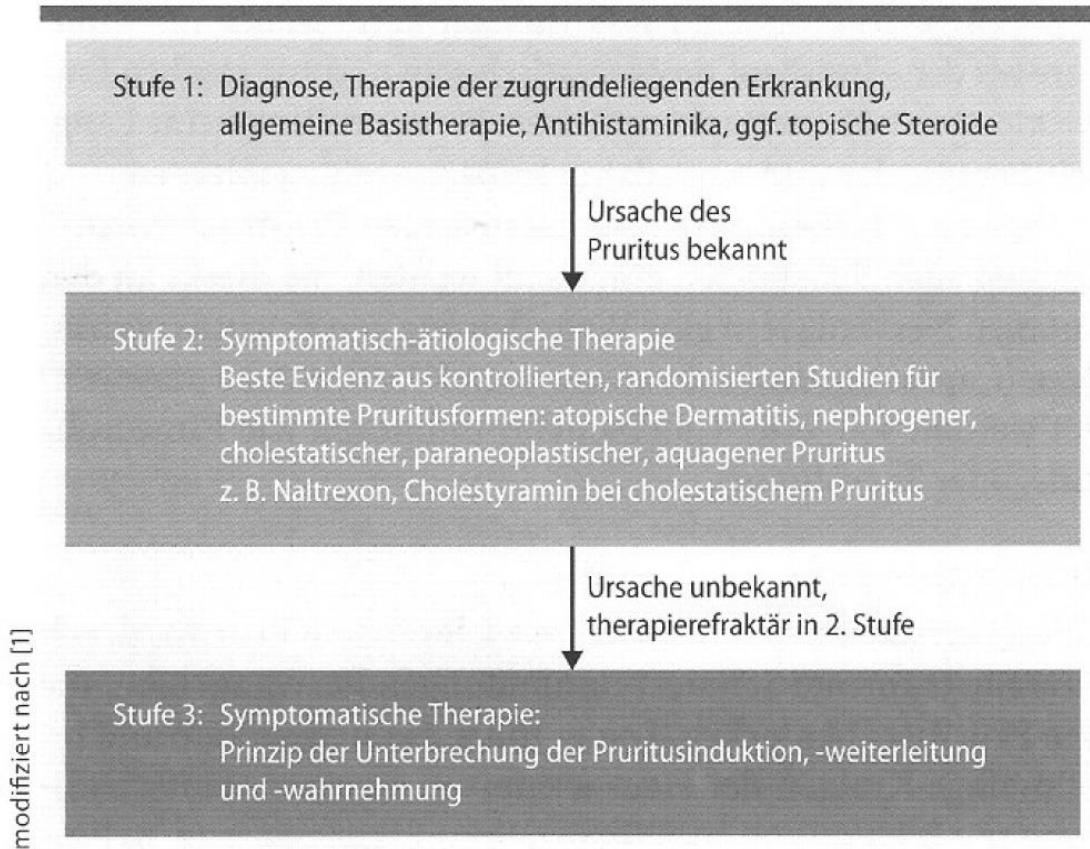 Stufe 1: Diagnose, Therapie der zugrundeliegenden Erkrankung,
allgemeine Basistherapie, Antihistaminika, ggf. topische Steroide
Ursache des
Pruritus bekannt
Stufe 2: Symptomatisch-ätiologische Therapie
Beste Evidenz aus kontrollierten, randomisierten Studien für
bestimmte Pruritusformen: atopische Dermatitis, nephrogener,
cholestatischer, paraneoplastischer, aquagener Pruritus
z. B. Naltrexon, Cholestyramin bei cholestatischem Pruritus
Ursache unbekannt,
therapierefraktär in 2. Stufe
Stufe 3: Symptomatische Therapie:
Prinzip der Unterbrechung der Pruritusinduktion, -weiterleitung
und -wahrnehmung
modifiziert nach [1]